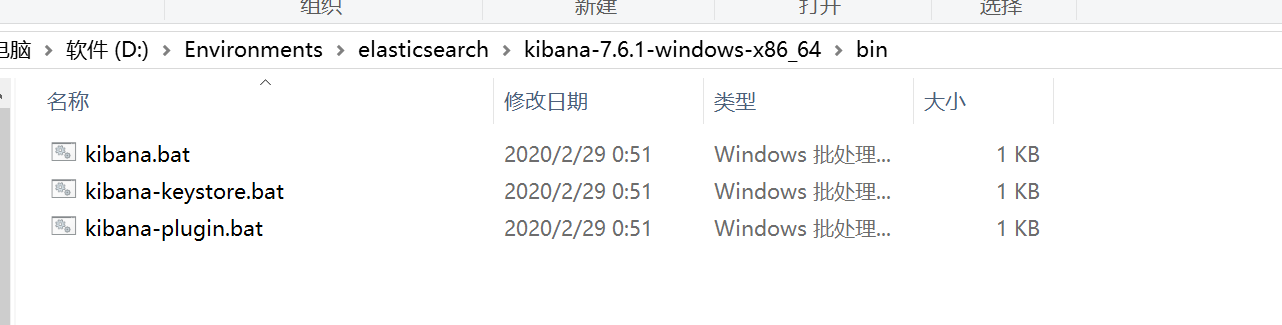 组织 新建 打开 选择
电脑 软件 (D:) Environments elasticsearch kibana-7.6.1-windows-x86_64 bin
名称 修改日期 类型 大小
kibana.bat 2020/2/29 0:51 Windows 批处理... 1 KB
kibana-keystore.bat 2020/2/29 0:51 Windows 批处理... 1 KB
kibana-plugin.bat 2020/2/29 0:51 Windows 批处理... 1 KB